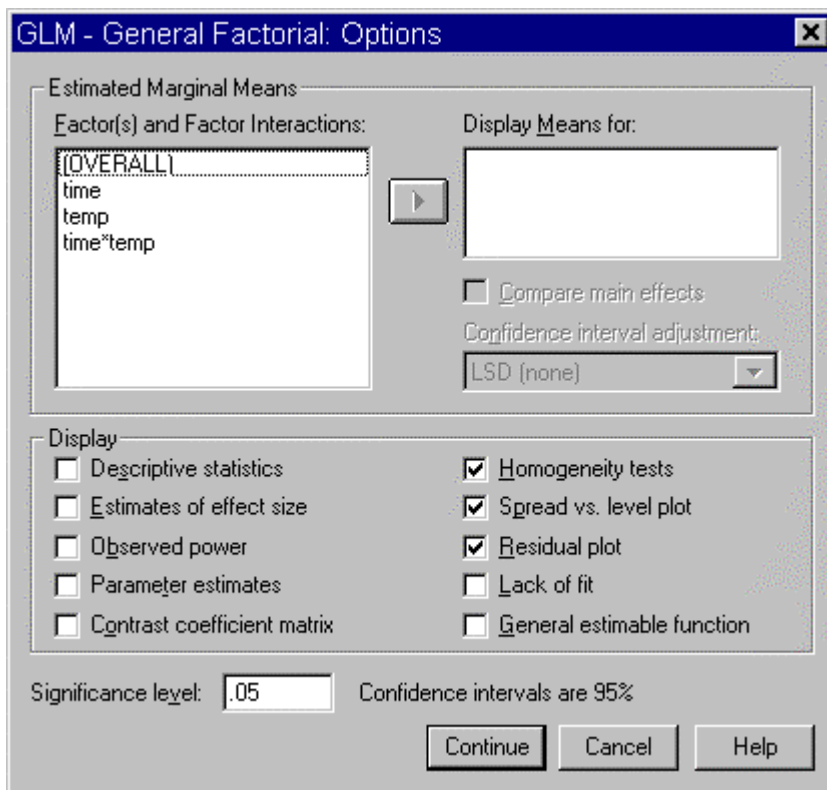 GLM - General Factorial: Options
Estimated Marginal Means
Factor(s) and Factor Interactions:
(OVERALL)
time
temp
time*temp
Display Means for:
Compare main effects
Confidence interval adjustment:
LSD (none)
Display
Descriptive statistics
Estimates of effect size
Observed power
Parameter estimates
Contrast coefficient matrix
Homogeneity tests
Spread vs. level plot
Residual plot
Lack of fit
General estimable function
Significance level: .05 Confidence intervals are 95%
Continue Cancel Help